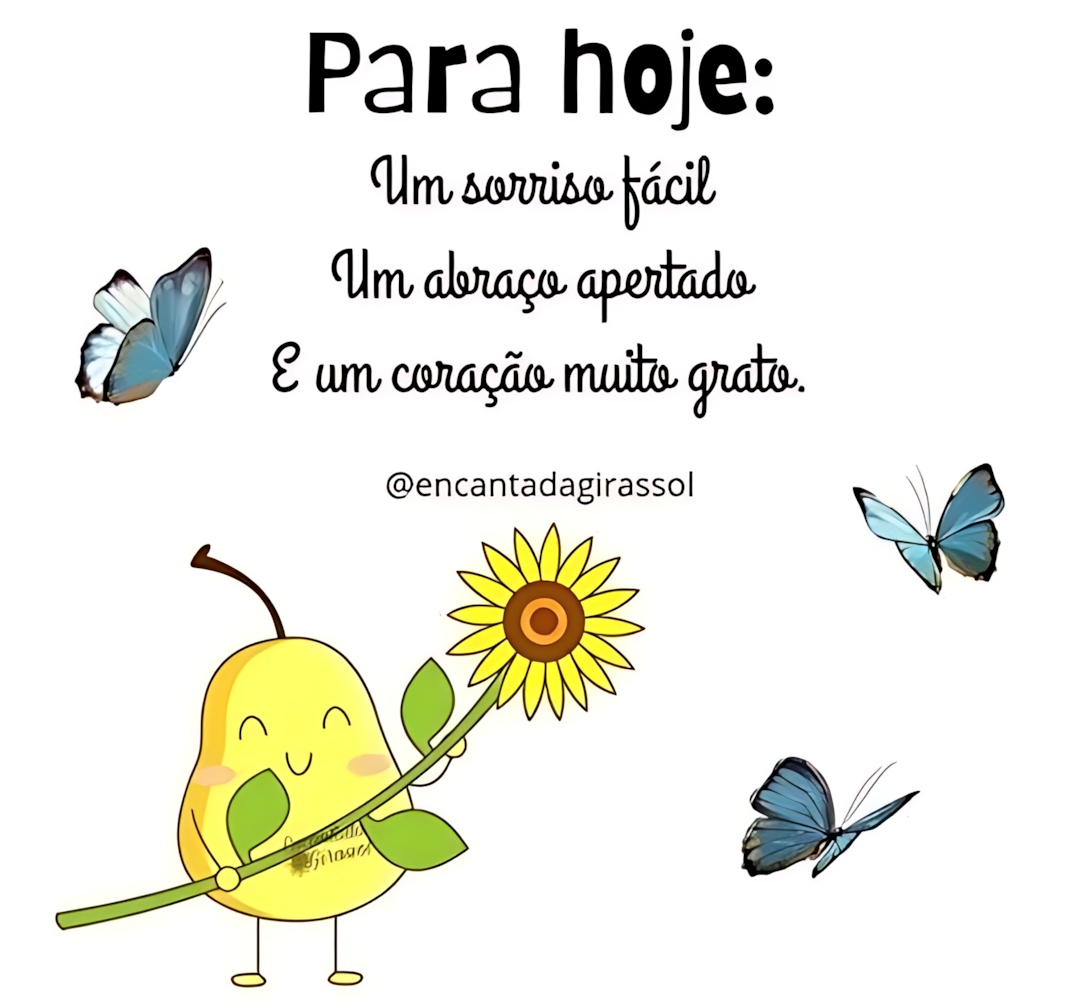 Para hoje:
Um sorriso fácil
Um abraço apertado
E um coração muito grato.
@encantadagirassol